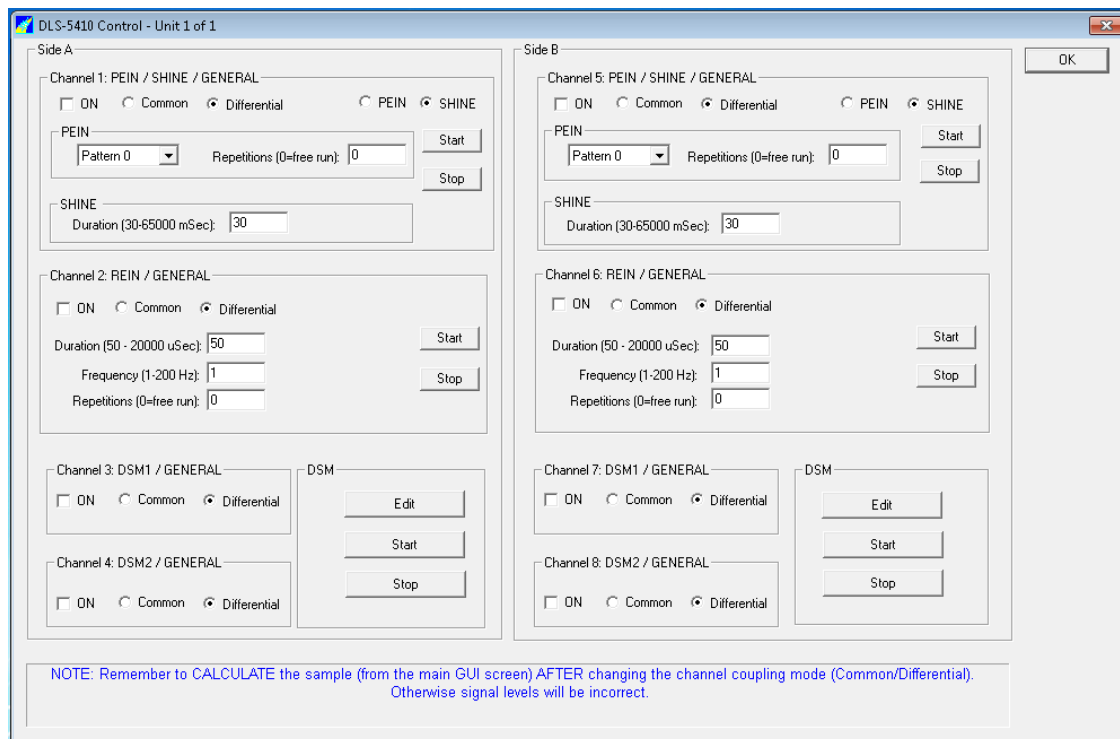 DLS-5410 Control - Unit 1 of 1
OK
Side A
Channel 1: PEIN / SHINE / GENERAL
ON Common Differential PEIN SHINE
PEIN
Pattern 0 Repetitions (0=free run): 0
Start
Stop
SHINE
Duration (30-65000 mSec): 30
Channel 2: REIN / GENERAL
ON Common Differential
Duration (50 - 20000 uSec): 50
Start
Frequency (1-200 Hz): 1
Stop
Repetitions (0=free run): 0
Channel 3: DSM1 / GENERAL
ON Common Differential
Channel 4: DSM2 / GENERAL
ON Common Differential
DSM
Edit
Start
Stop
Side B
Channel 5: PEIN / SHINE / GENERAL
ON Common Differential PEIN SHINE
PEIN
Pattern 0 Repetitions (0=free run): 0
Start
Stop
SHINE
Duration (30-65000 mSec): 30
Channel 6: REIN / GENERAL
ON Common Differential
Duration (50 - 20000 uSec): 50
Start
Frequency (1-200 Hz): 1
Stop
Repetitions (0=free run): 0
Channel 7: DSM1 / GENERAL
ON Common Differential
Channel 8: DSM2 / GENERAL
ON Common Differential
DSM
Edit
Start
Stop
NOTE: Remember to CALCULATE the sample (from the main GUI screen) AFTER changing the channel coupling mode (Common/Differential).
Otherwise signal levels will be incorrect.